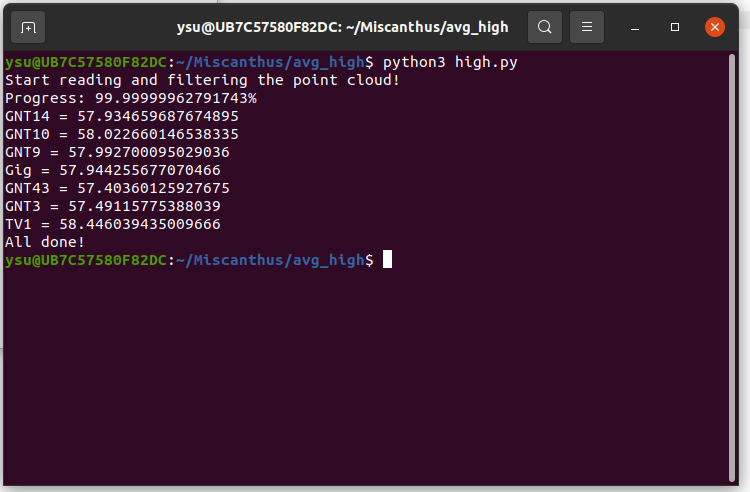 ysu@UB7C57580F82DC: ~/Miscanthus/avg_high
ysu@UB7C57580F82DC:~/Miscanthus/avg_high$ python3 high.py
Start reading and filtering the point cloud!
Progress: 99.99999962791743%
GNT14 = 57.934659687674895
GNT10 = 58.022660146538335
GNT9 = 57.992700095029036
Gig = 57.944255677070466
GNT43 = 57.40360125927675
GNT3 = 57.49115775388039
TV1 = 58.446039435009666
All done!
ysu@UB7C57580F82DC:~/Miscanthus/avg_high$